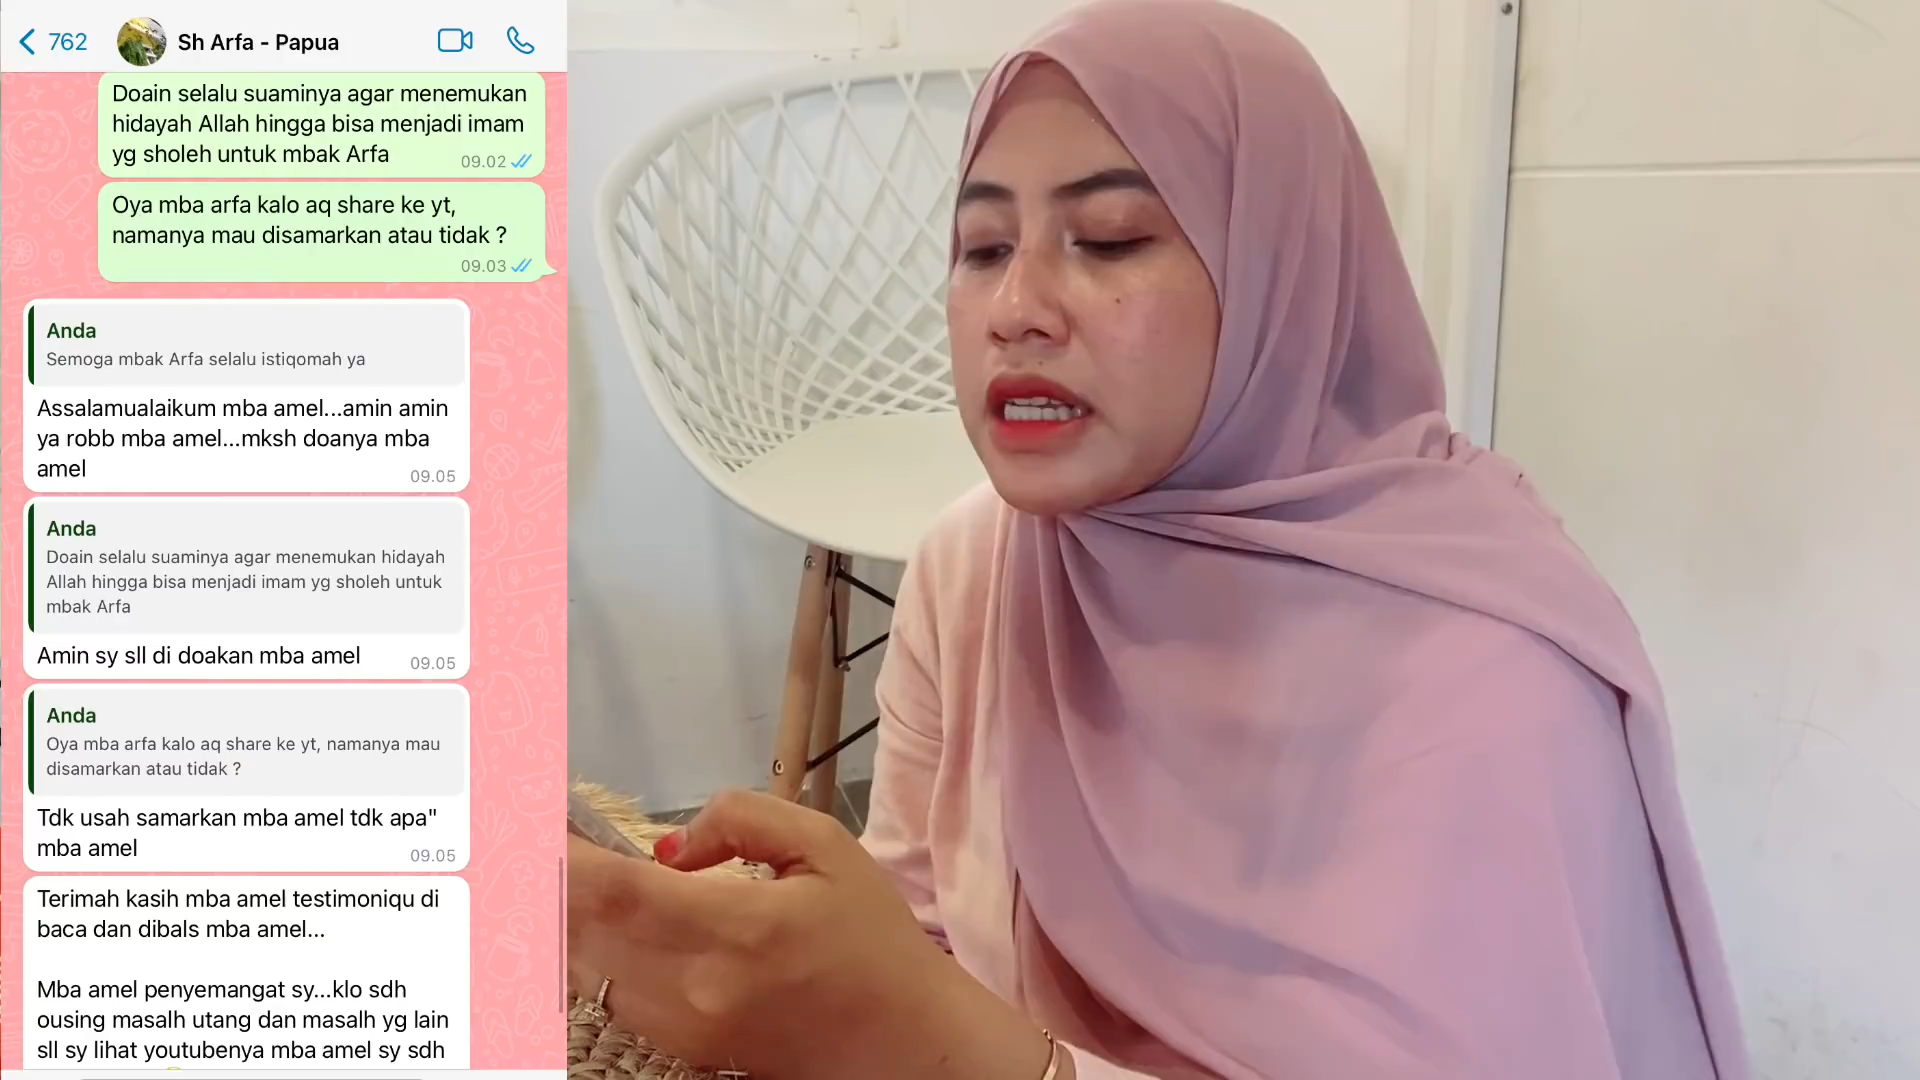 762
Sh Arfa - Papua
Doain selalu suaminya agar menemukan
hidayah Allah hingga bisa menjadi imam
yg sholeh untuk mbak Arfa
09.02
Oya mba arfa kalo aq share ke yt,
namanya mau disamarkan atau tidak ?
09.03
Anda
Semoga mbak Arfa selalu istiqomah ya
Assalamualaikum mba amel...amin amin
ya robb mba amel...mksh doanya mba
amel
09.05
Anda
Doain selalu suaminya agar menemukan hidayah
Allah hingga bisa menjadi imam yg sholeh untuk
mbak Arfa
Amin sy sll di doakan mba amel
09.05
Anda
Oya mba arfa kalo aq share ke yt, namanya mau
disamarkan atau tidak ?
Tdk usah samarkan mba amel tdk apa"
mba amel
09.05
Terimah kasih mba amel testimoniqu di
baca dan dibals mba amel...
Mba amel penyemangat sy...klo sdh
ousing masalh utang dan masalh yg lain
sll sy lihat youtubenya mba amel sy sdh